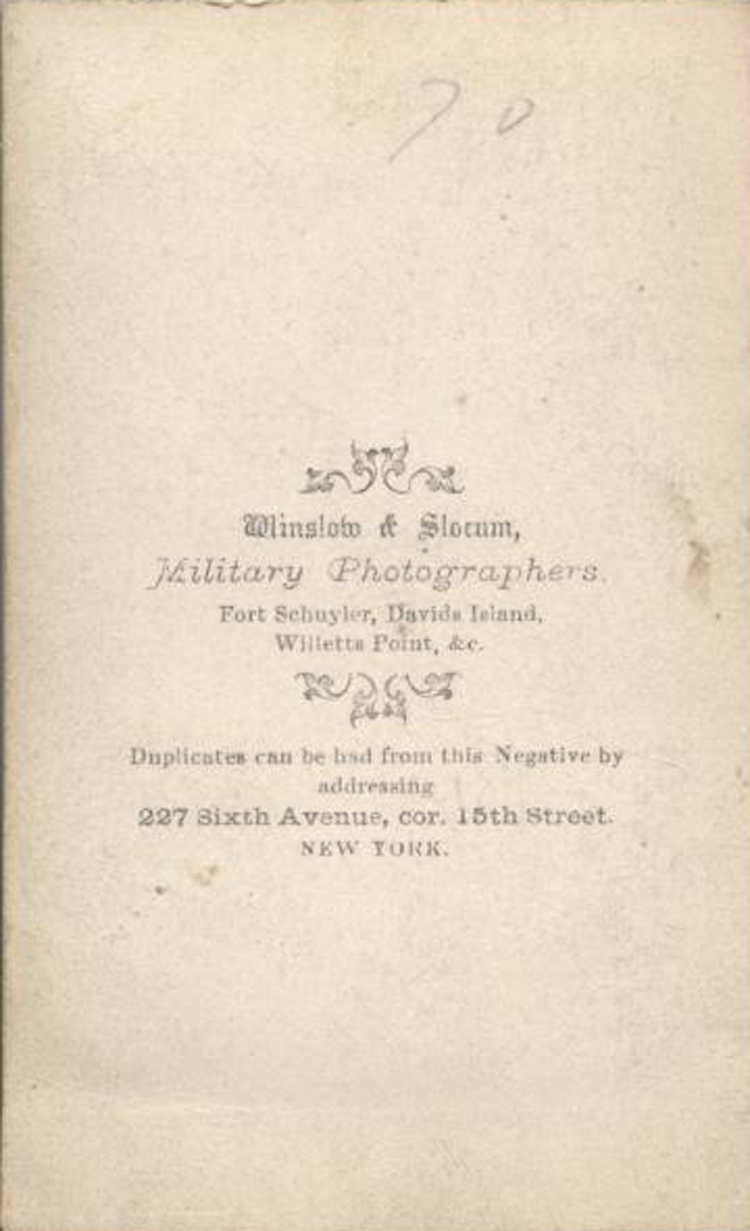 70
Winslow & Slocum,
Military Photographers.
Fort Schuyler, Davids Island,
Willetts Point, &c.
Duplicates can be had from this Negative by
addressing
227 Sixth Avenue, cor. 15th Street.
NEW YORK.